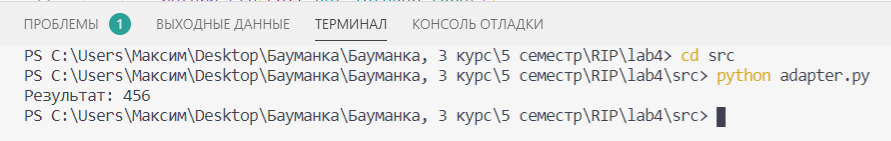 ПРОБЛЕМЫ 1 ВЫХОДНЫЕ ДАННЫЕ ТЕРМИНАЛ КОНСОЛЬ ОТЛАДКИ
PS C:\Users\Максим\Desktop\Бауманка\Бауманка, 3 курс\5 семестр\RIP\lab4> cd src
PS C:\Users\Максим\Desktop\Бауманка\Бауманка, 3 курс\5 семестр\RIP\lab4\src> python adapter.py
Результат: 456
PS C:\Users\Максим\Desktop\Бауманка\Бауманка, 3 курс\5 семестр\RIP\lab4\src>